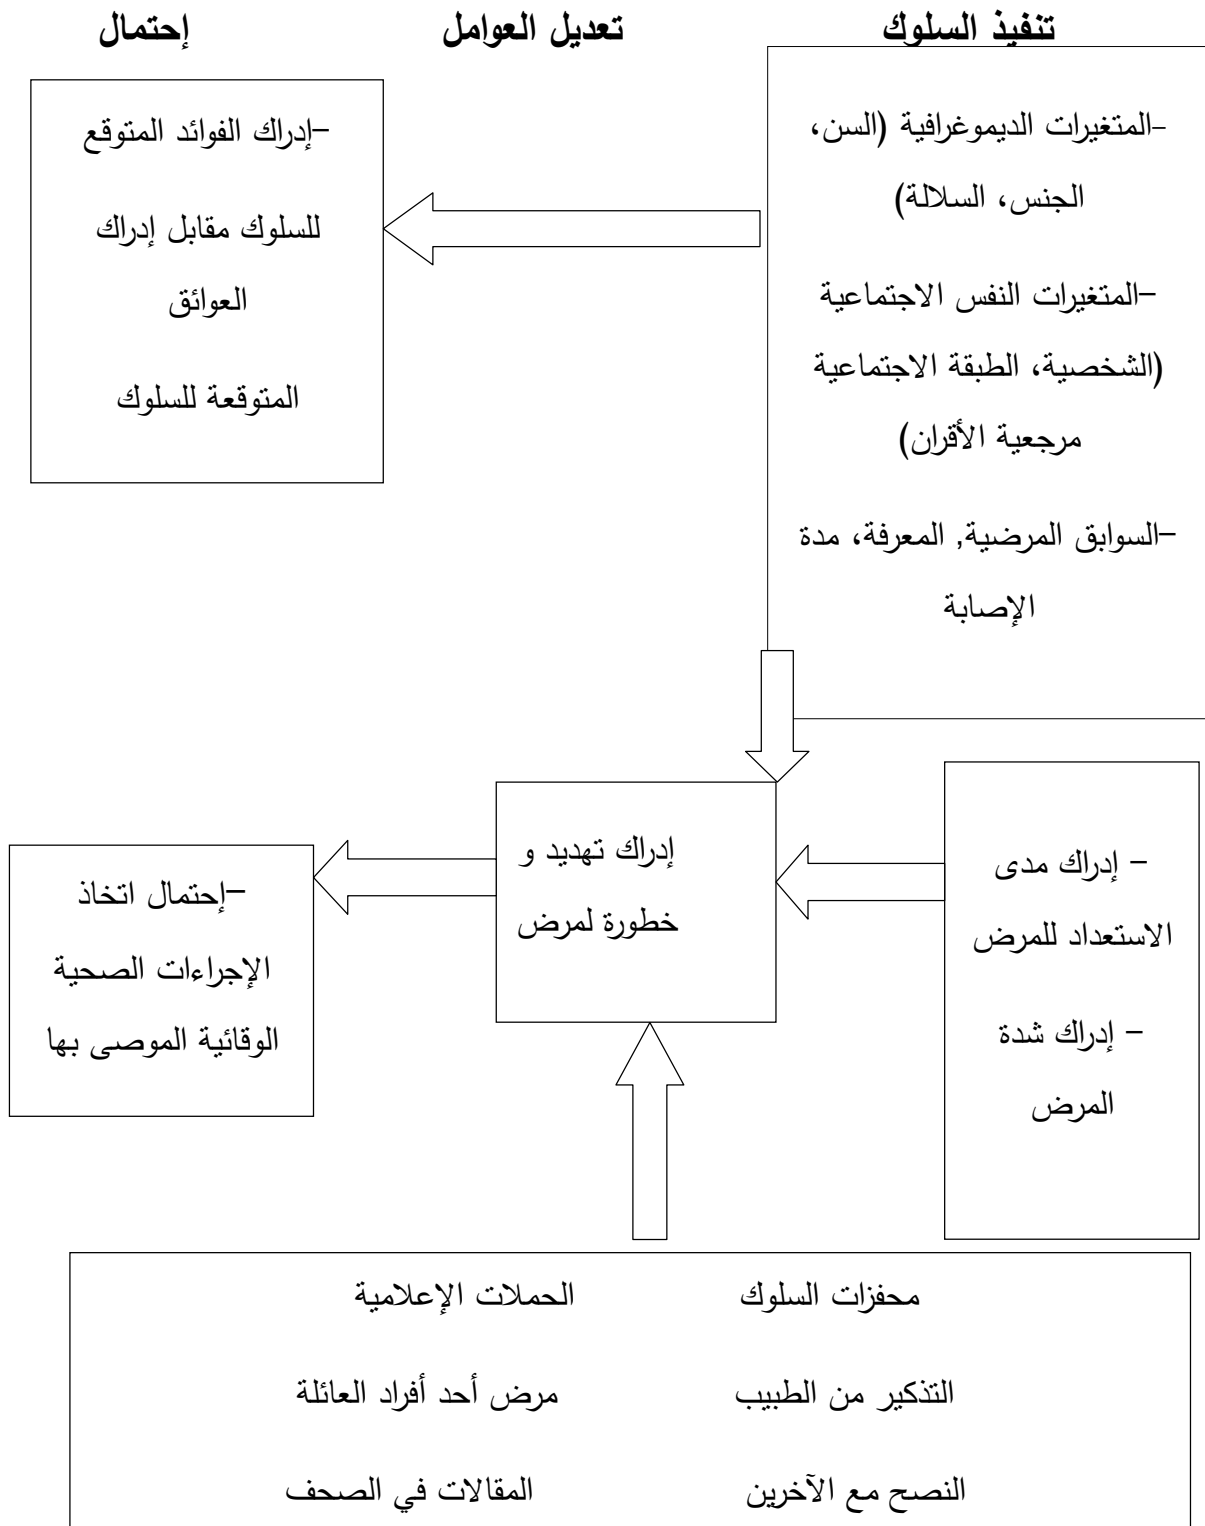 تنفيذ السلوك
تعديل العوامل
إحتمال
-المتغيرات الديموغرافية (السن،
الجنس، السلالة)
-المتغيرات النفس الاجتماعية
(الشخصية، الطبقة الاجتماعية
مرجعية الأقران)
-السوابق المرضية, المعرفة، مدة
الإصابة
-إدراك الفوائد المتوقع
للسلوك مقابل إدراك
العوائق
المتوقعة للسلوك
- إدراك مدى
الاستعداد للمرض
- إدراك شدة
المرض
إدراك تهديد و
خطورة لمرض
-إحتمال اتخاذ
الإجراءات الصحية
الوقائية الموصى بها
محفزات السلوك
الحملات الإعلامية
التذكير من الطبيب
مرض أحد أفراد العائلة
النصح مع الآخرين
المقالات في الصحف